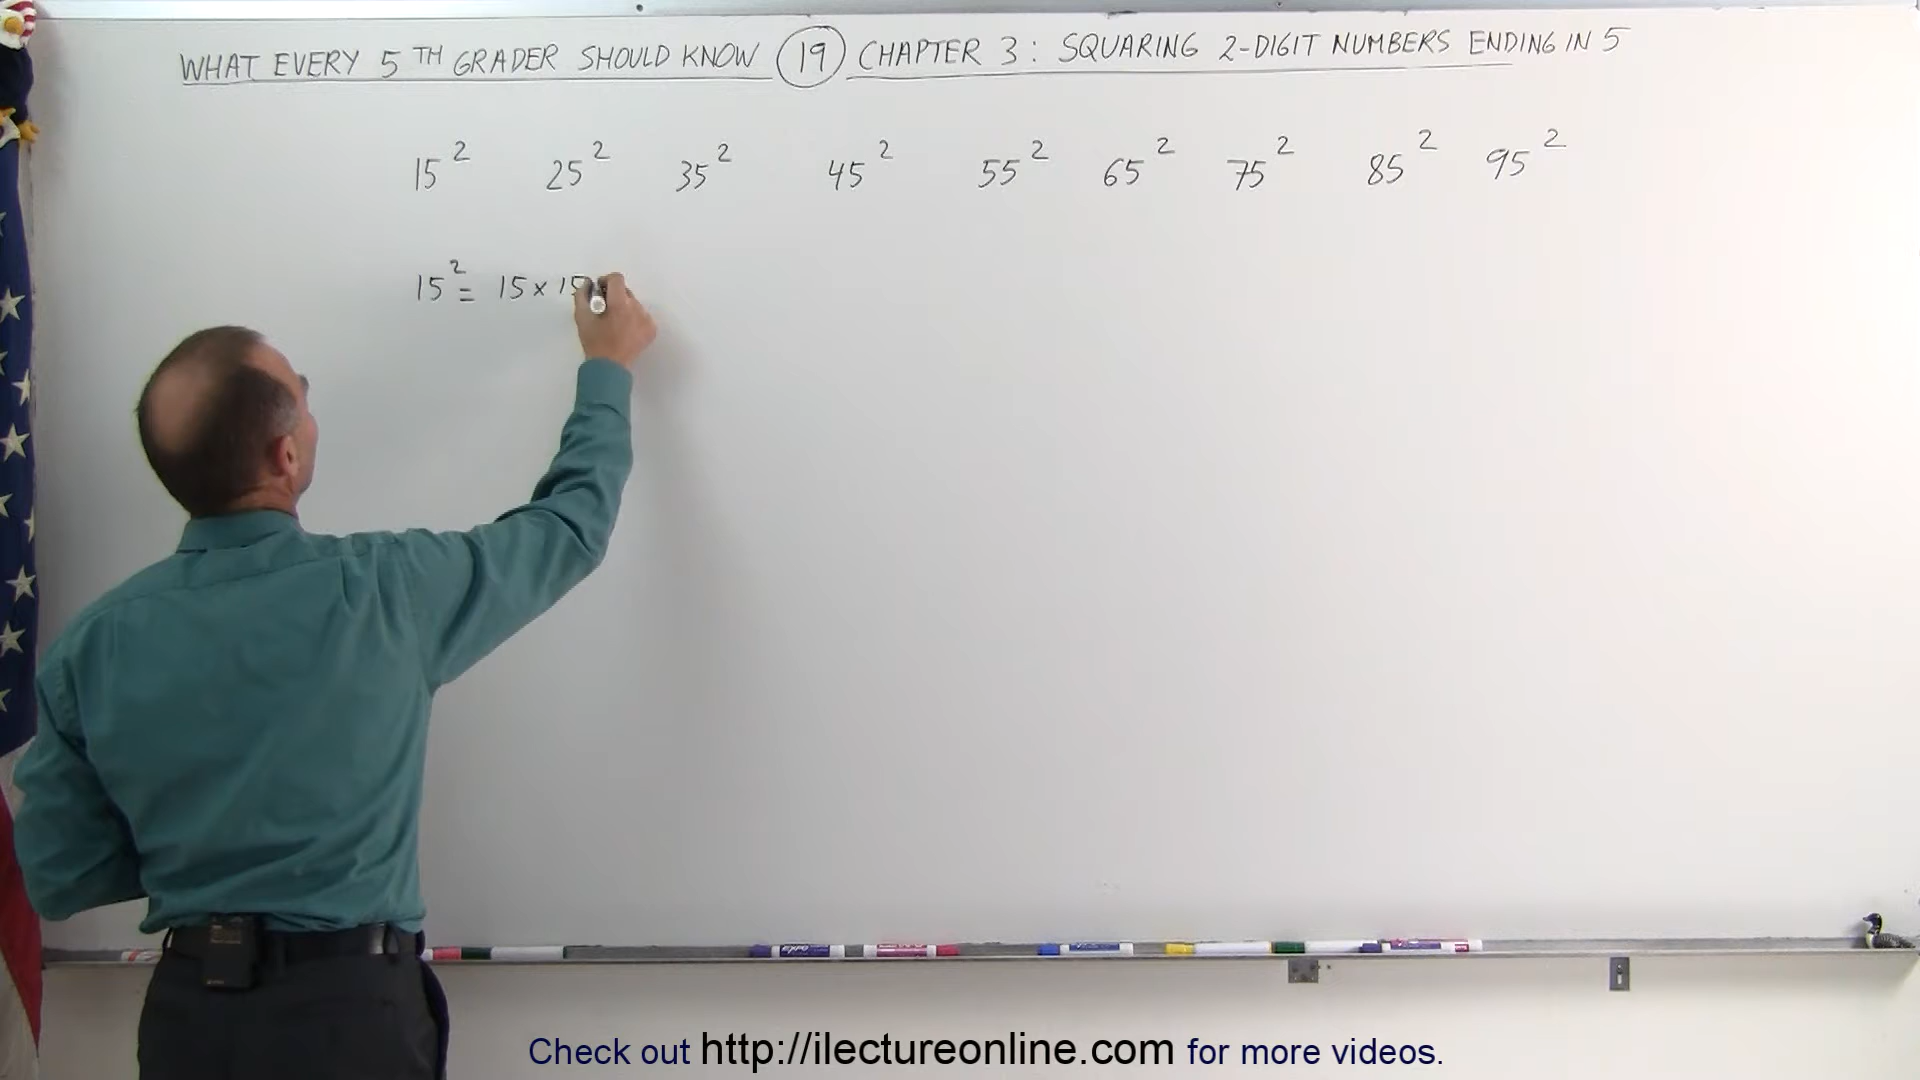 WHAT EVERY 5TH GRADER SHOULD KNOW 19 CHAPTER 3: SQUARING 2-DIGIT NUMBERS ENDING IN 5
15² 25² 35² 45² 55² 65² 75² 85² 95²
15² = 15 × 15
Check out http://ilectureonline.com for more videos.